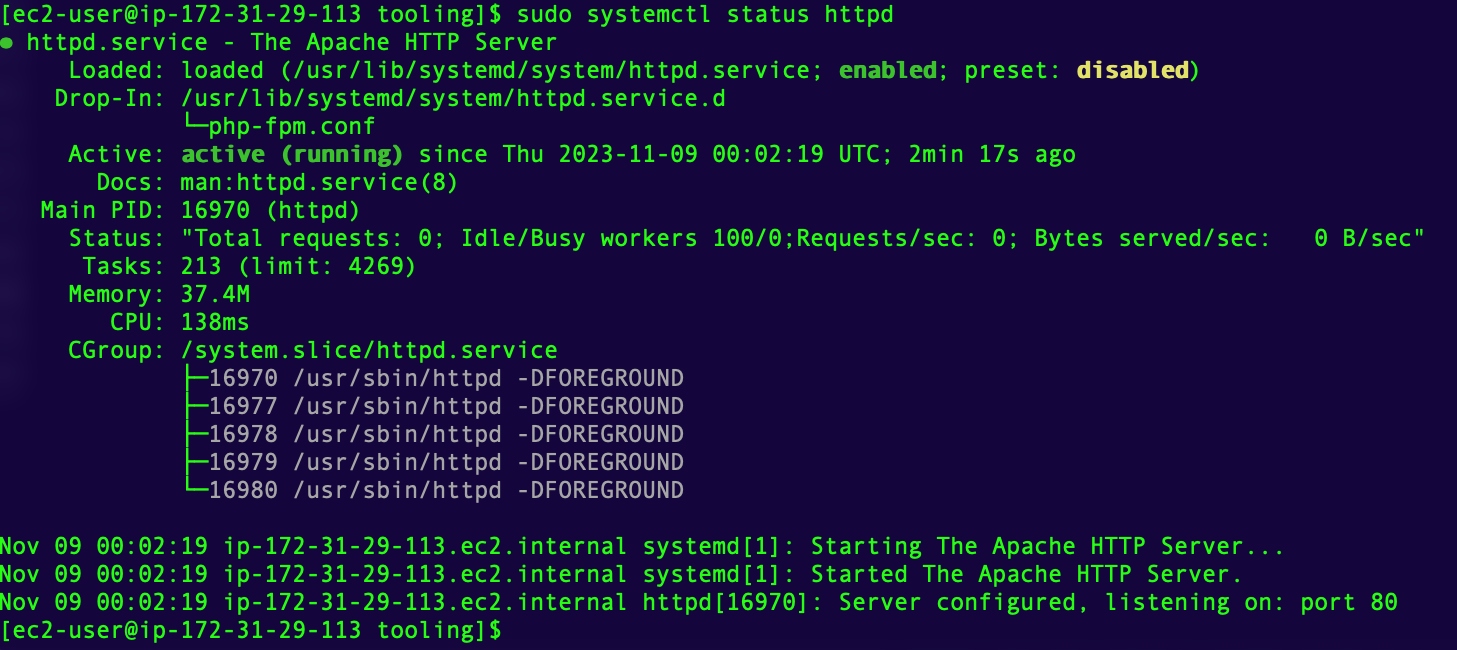 [ec2-user@ip-172-31-29-113 tooling]$ sudo systemctl status httpd
● httpd.service - The Apache HTTP Server
     Loaded: loaded (/usr/lib/systemd/system/httpd.service; enabled; preset: disabled)
    Drop-In: /usr/lib/systemd/system/httpd.service.d
             └─php-fpm.conf
     Active: active (running) since Thu 2023-11-09 00:02:19 UTC; 2min 17s ago
       Docs: man:httpd.service(8)
   Main PID: 16970 (httpd)
     Status: "Total requests: 0; Idle/Busy workers 100/0;Requests/sec: 0; Bytes served/sec:   0 B/sec"
      Tasks: 213 (limit: 4269)
     Memory: 37.4M
        CPU: 138ms
     CGroup: /system.slice/httpd.service
             ├─16970 /usr/sbin/httpd -DFOREGROUND
             ├─16977 /usr/sbin/httpd -DFOREGROUND
             ├─16978 /usr/sbin/httpd -DFOREGROUND
             ├─16979 /usr/sbin/httpd -DFOREGROUND
             └─16980 /usr/sbin/httpd -DFOREGROUND

Nov 09 00:02:19 ip-172-31-29-113.ec2.internal systemd[1]: Starting The Apache HTTP Server...
Nov 09 00:02:19 ip-172-31-29-113.ec2.internal systemd[1]: Started The Apache HTTP Server.
Nov 09 00:02:19 ip-172-31-29-113.ec2.internal httpd[16970]: Server configured, listening on: port 80
[ec2-user@ip-172-31-29-113 tooling]$